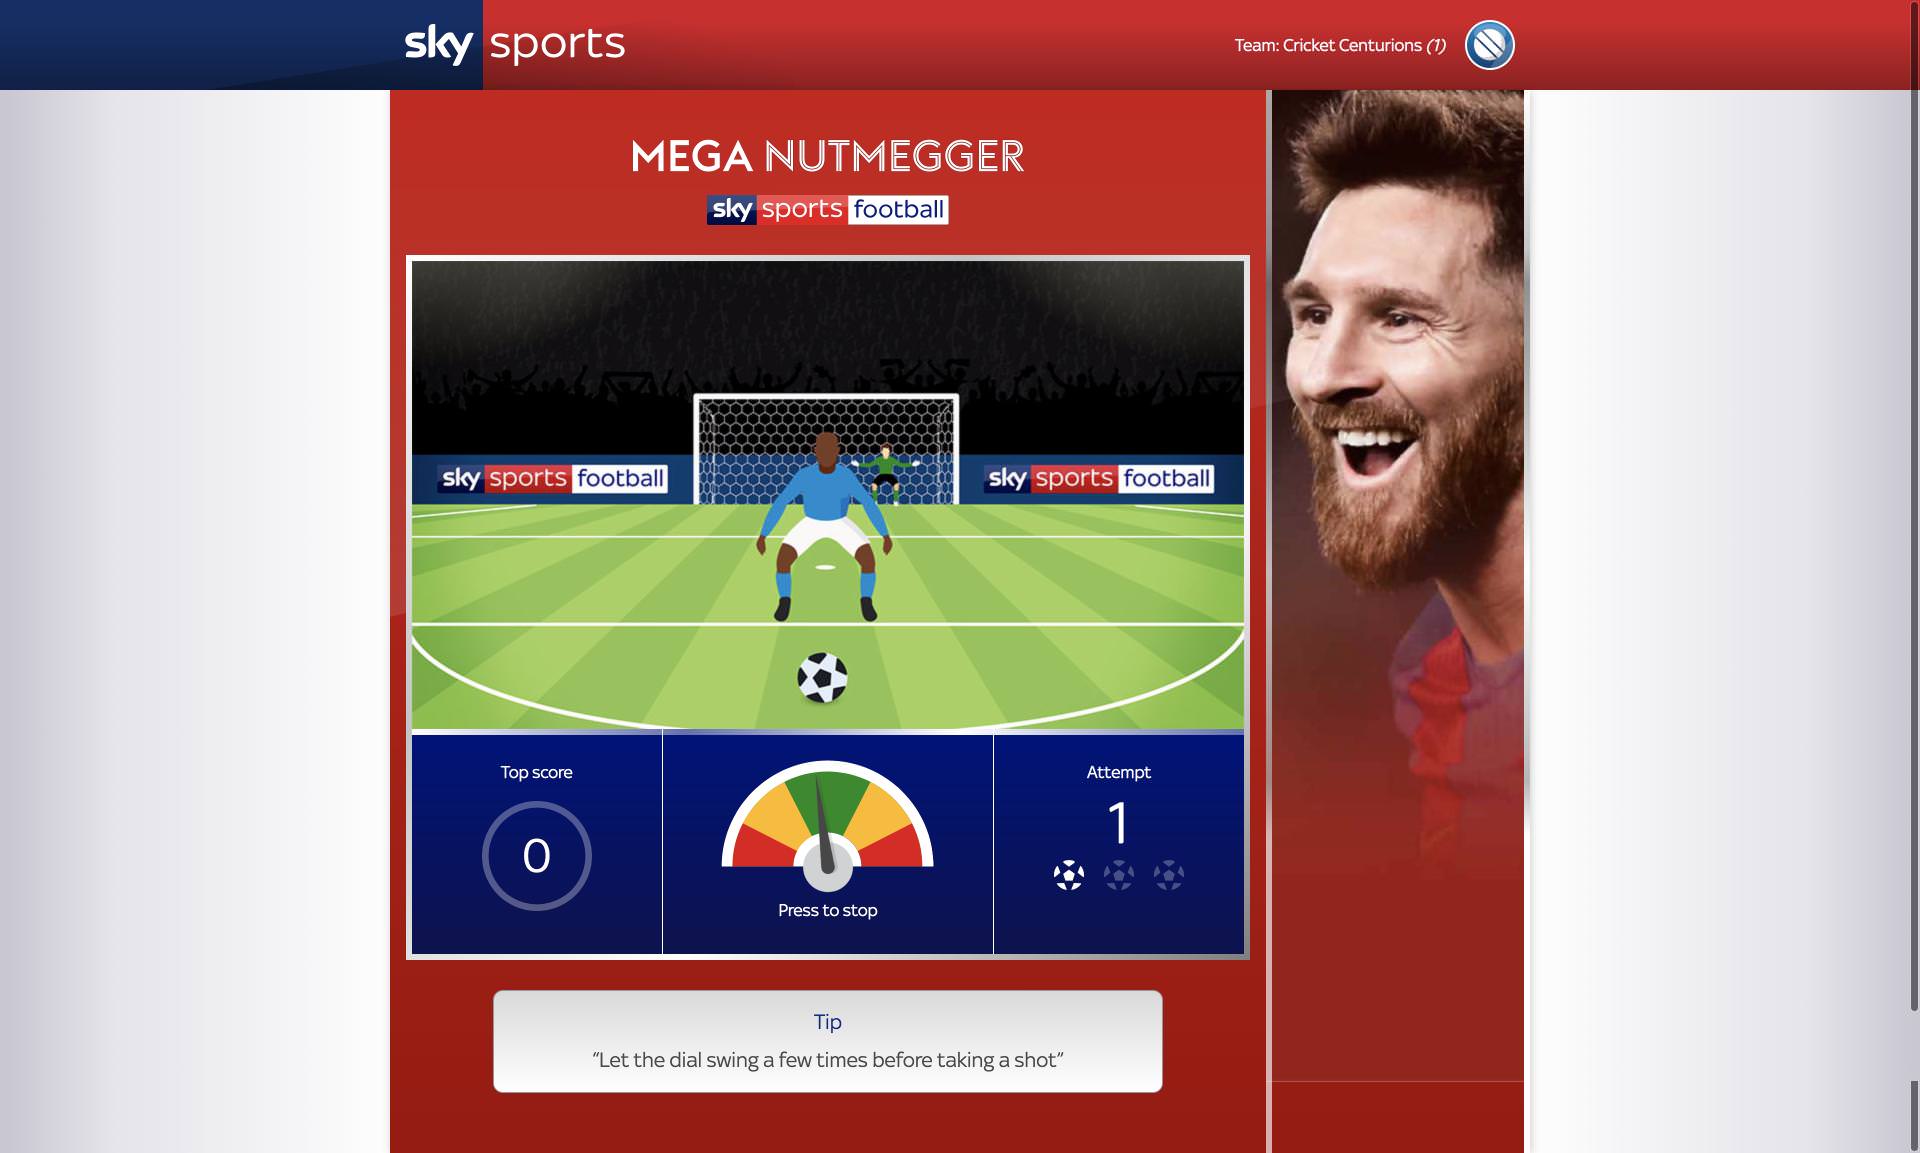 sky sports
Team: Cricket Centurions (1)
MEGA NUTMEGGER
sky sports football
sky sports football
sky sports football
Top score
0
Press to stop
Attempt
1
Tip
“Let the dial swing a few times before taking a shot”